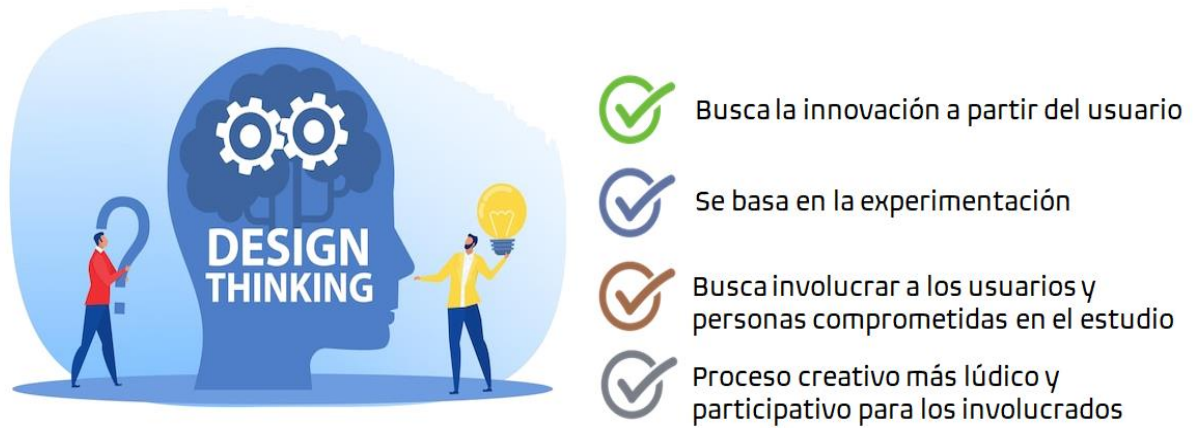 DESIGN
THINKING
Busca la innovación a partir del usuario
Se basa en la experimentación
Busca involucrar a los usuarios y
personas comprometidas en el estudio
Proceso creativo más lúdico y
participativo para los involucrados